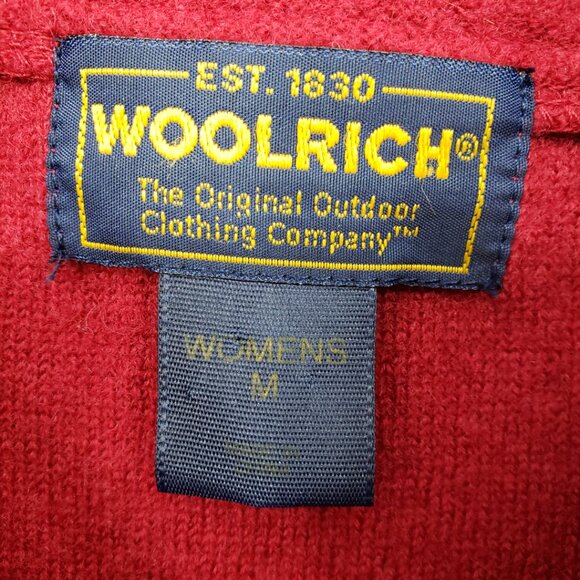 EST. 1830
WOOLRICH®
The Original Outdoor
Clothing Company™
WOMENS
M